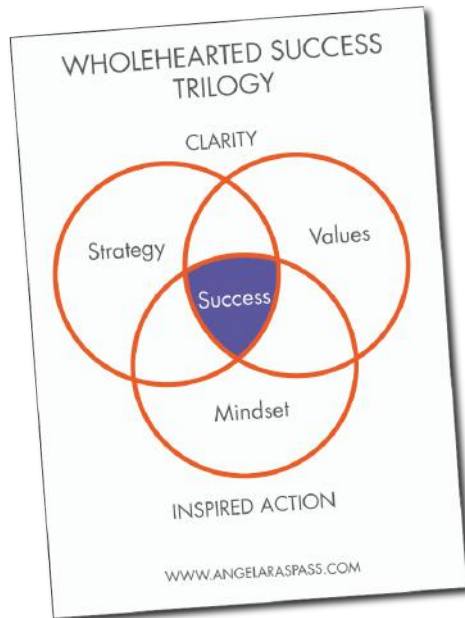 WHOLEHEARTED SUCCESS
TRILOGY
CLARITY
Strategy
Values
Success
Mindset
INSPIRED ACTION
WWW.ANGELARASPASS.COM